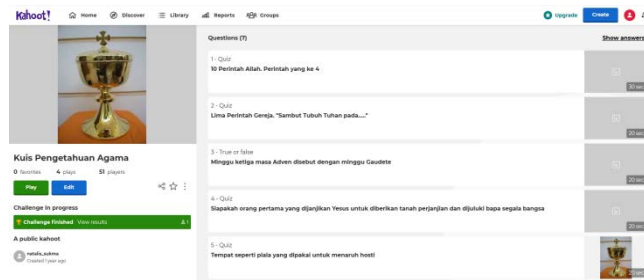 Kahoot!
Home
Discover
Library
Reports
Groups
Upgrade
Create
Questions (7)
Show answers
1 - Quiz
10 Perintah Allah. Perintah yang ke 4
30 sec
2 - Quiz
Lima Perintah Gereja. "Sambut Tubuh Tuhan pada...."
20 sec
3 - True or false
Minggu ketiga masa Adven disebut dengan minggu Gaudete
20 sec
4 - Quiz
Siapakah orang pertama yang dijanjikan Yesus untuk diberikan tanah perjanjian dan dijuluki bapa segala bangsa
20 sec
5 - Quiz
Tempat seperti piala yang dipakai untuk menaruh hosti
Kuis Pengetahuan Agama
0 favorites
4 plays
51 players
Play
Edit
Challenge in progress
Challenge finished View results
A public kahoot
Created 1 year ago